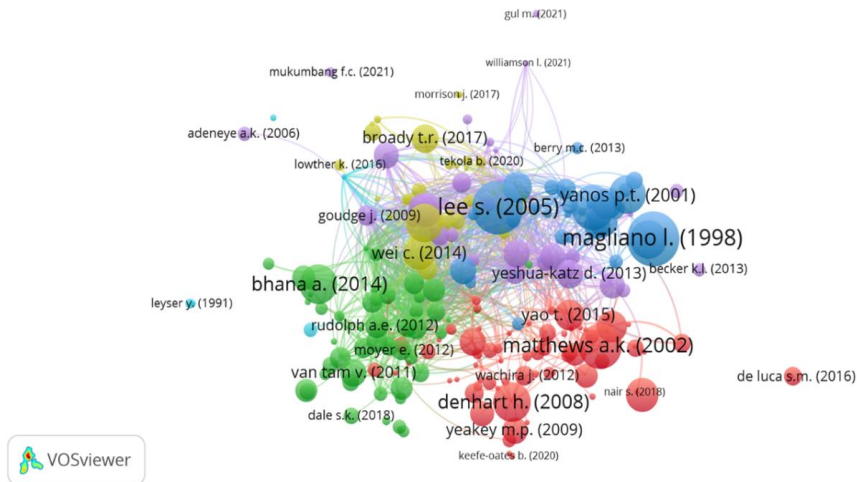 gul m. (2021)
williamson l. (2021)
mukumbang f.c. (2021)
morrison j. (2017)
adeneye a.k. (2006)
broady t.r. (2017)
berry m.c. (2013)
lowther k. (2016)
tekola b. (2020)
yanos p.t. (2001)
lee s. (2005)
goudge j. (2009)
magliano l. (1998)
wei c. (2014)
yeshua-katz d. (2013)
becker k.l. (2013)
bhana a. (2014)
leyser y. (1991)
yao t. (2015)
rudolph a.e. (2012)
matthews a.k. (2002)
moyer e. (2012)
van tam v. (2011)
wachira j. (2012)
de luca s.m. (2016)
nair s. (2018)
denhart h. (2008)
dale s.k. (2018)
yeakey m.p. (2009)
keefe-oates b. (2020)
VOSviewer